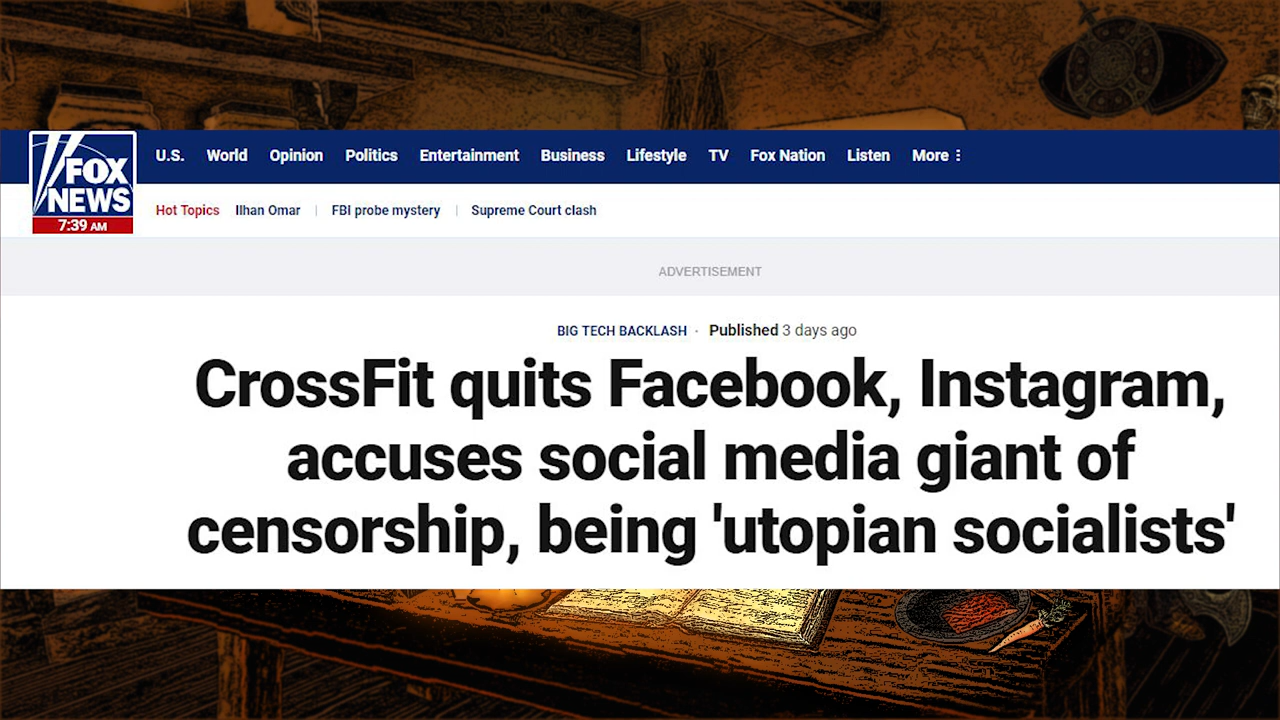 FOX
NEWS
7:39 AM
U.S. World Opinion Politics Entertainment Business Lifestyle TV Fox Nation Listen More
Hot Topics Ilhan Omar | FBI probe mystery | Supreme Court clash
ADVERTISEMENT
BIG TECH BACKLASH · Published 3 days ago
CrossFit quits Facebook, Instagram,
accuses social media giant of
censorship, being 'utopian socialists'